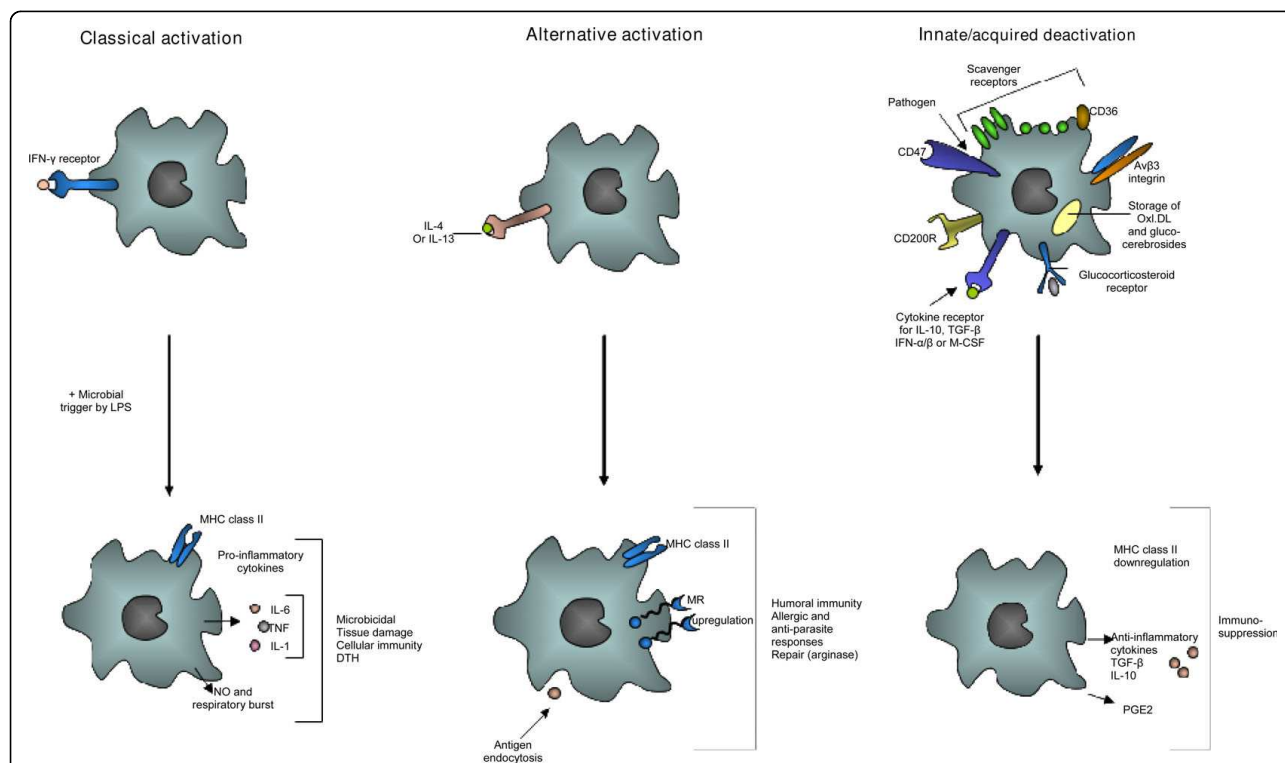 Classical activation
IFN-γ receptor
+ Microbial
trigger by LPS
MHC class II
Pro-inflammatory
cytokines
IL-6
TNF
IL-1
NO and
respiratory burst
Microbicidal
Tissue damage
Cellular immunity
DTH
Alternative activation
IL-4
Or IL-13
MHC class II
MR
upregulation
Antigen
endocytosis
Humoral immunity
Allergic and
anti-parasite
responses
Repair (arginase)
Innate/acquired deactivation
Scavenger
receptors
Pathogen
CD36
CD47
Avβ3
integrin
Storage of
OxI.DL
and gluco-
cerebrosides
CD200R
Glucocorticosteroid
receptor
Cytokine receptor
for IL-10, TGF-β
IFN-α/β or M-CSF
MHC class II
downregulation
Anti-inflammatory
cytokines
TGF-β
IL-10
PGE2
Immuno-
suppression